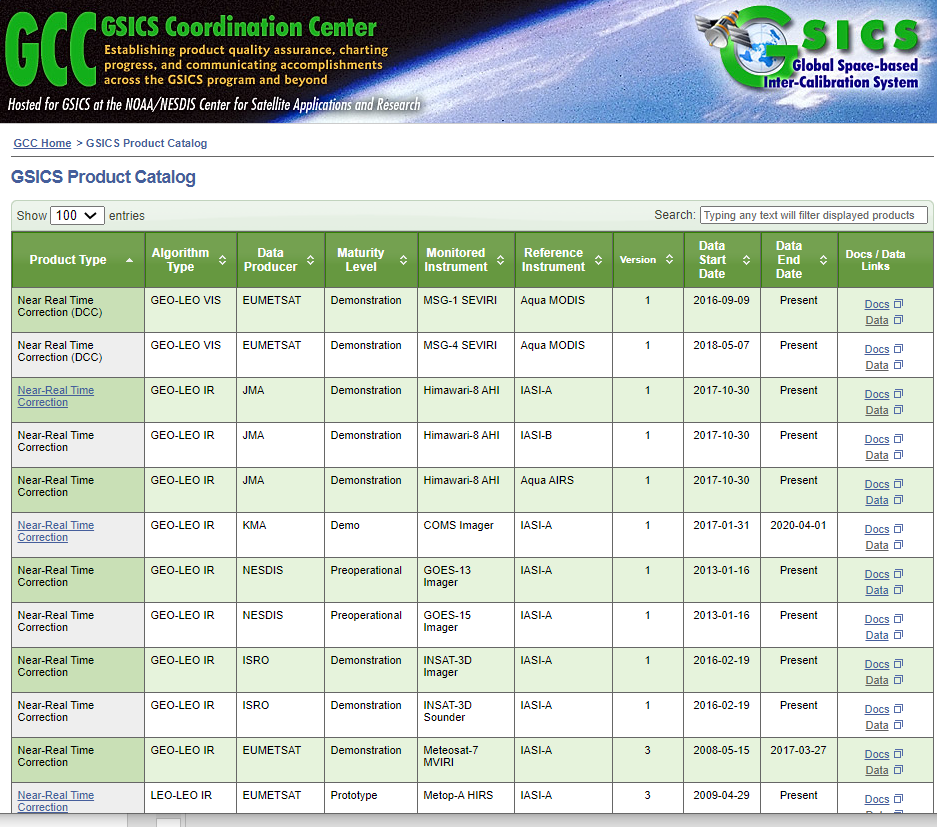 GCC GSICS Coordination Center
Establishing product quality assurance, charting
progress, and communicating accomplishments
across the GSICS program and beyond
Hosted for GSICS at the NOAA/NESDIS Center for Satellite Applications and Research
GSICS
Global Space-based
Inter-Calibration System
GCC Home > GSICS Product Catalog
GSICS Product Catalog
Show 100 entries Search: Typing any text will filter displayed products
Product Type Algorithm Type Data Producer Maturity Level Monitored Instrument Reference Instrument Version Data Start Date Data End Date Docs / Data Links
Near Real Time GEO-LEO VIS EUMETSAT Demonstration MSG-1 SEVIRI Aqua MODIS 1 2016-09-09 Present Docs
Correction (DCC) Data
Near Real Time GEO-LEO VIS EUMETSAT Demonstration MSG-4 SEVIRI Aqua MODIS 1 2018-05-07 Present Docs
Correction (DCC) Data
Near-Real Time GEO-LEO IR JMA Demonstration Himawari-8 AHI IASI-A 1 2017-10-30 Present Docs
Correction Data
Near-Real Time GEO-LEO IR JMA Demonstration Himawari-8 AHI IASI-B 1 2017-10-30 Present Docs
Correction Data
Near-Real Time GEO-LEO IR JMA Demonstration Himawari-8 AHI Aqua AIRS 1 2017-10-30 Present Docs
Correction Data
Near-Real Time GEO-LEO IR KMA Demo COMS Imager IASI-A 1 2017-01-31 2020-04-01 Docs
Correction Data
Near-Real Time GEO-LEO IR NESDIS Preoperational GOES-13 IASI-A 1 2013-01-16 Present Docs
Correction Imager Data
Near-Real Time GEO-LEO IR NESDIS Preoperational GOES-15 IASI-A 1 2013-01-16 Present Docs
Correction Imager Data
Near-Real Time GEO-LEO IR ISRO Demonstration INSAT-3D IASI-A 1 2016-02-19 Present Docs
Correction Imager Data
Near-Real Time GEO-LEO IR ISRO Demonstration INSAT-3D IASI-A 1 2016-02-19 Present Docs
Correction Sounder Data
Near-Real Time GEO-LEO IR EUMETSAT Demonstration Meteosat-7 IASI-A 3 2008-05-15 2017-03-27 Docs
Correction MVIRI Data
Near-Real Time LEO-LEO IR EUMETSAT Prototype Metop-A HIRS IASI-A 3 2009-04-29 Present Docs
Correction